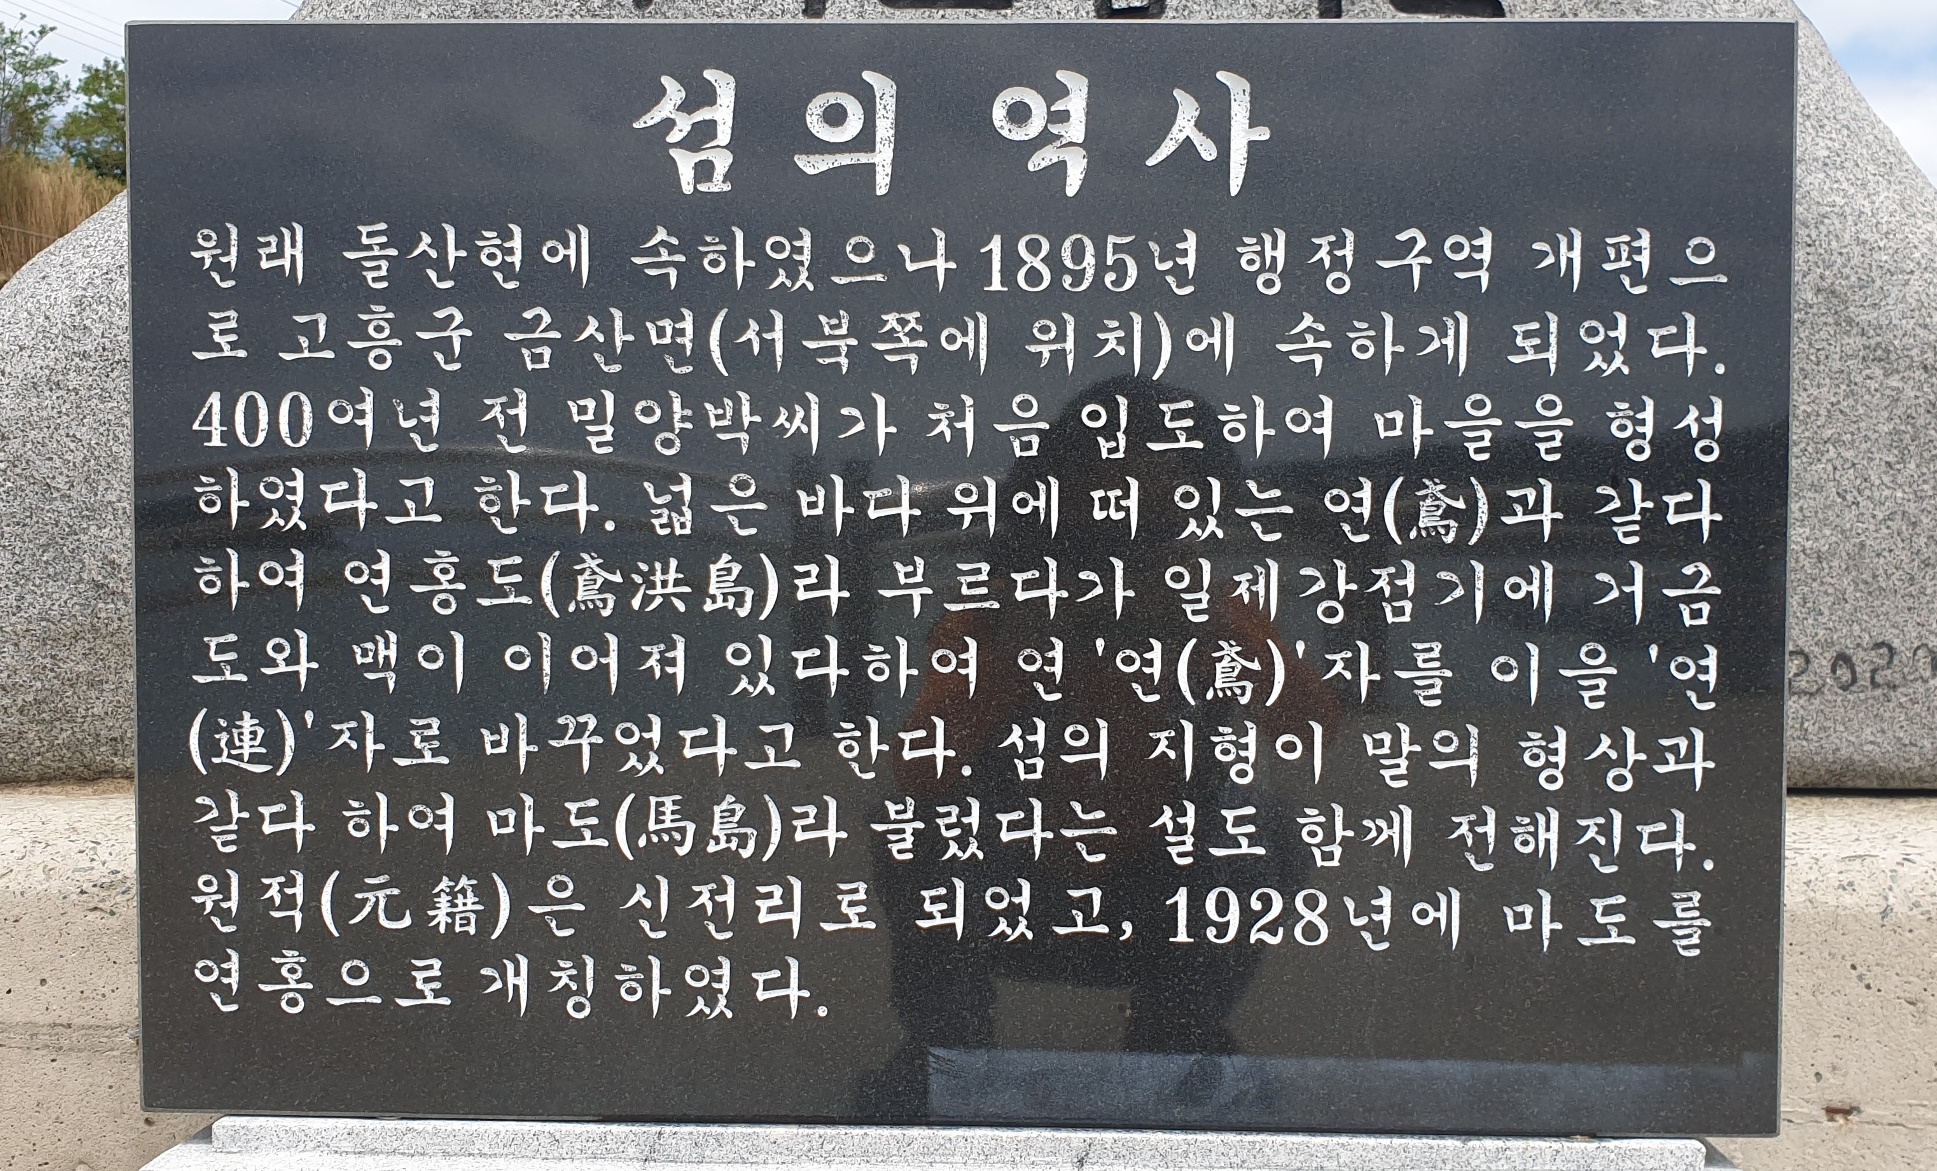 섬의 역사
원래 돌산현에 속하였으나 1895년 행정구역 개편으
로 고흥군 금산면(서북쪽에 위치)에 속하게 되었다.
400여년 전 밀양박씨가 처음 입도하여 마을을 형성
하였다고 한다. 넓은 바다 위에 떠 있는 연(鳶)과 같다
하여 연홍도(鳶洪島)라 부르다가 일제강점기에 거금
도와 맥이 이어져 있다하여 연 '연(鳶)'자를 이을 '연
(連)'자로 바꾸었다고 한다. 섬의 지형이 말의 형상과
같다 하여 마도(馬島)라 불렀다는 설도 함께 전해진다.
원적(元籍)은 신전리로 되었고, 1928년에 마도를
연홍으로 개칭하였다.
2020